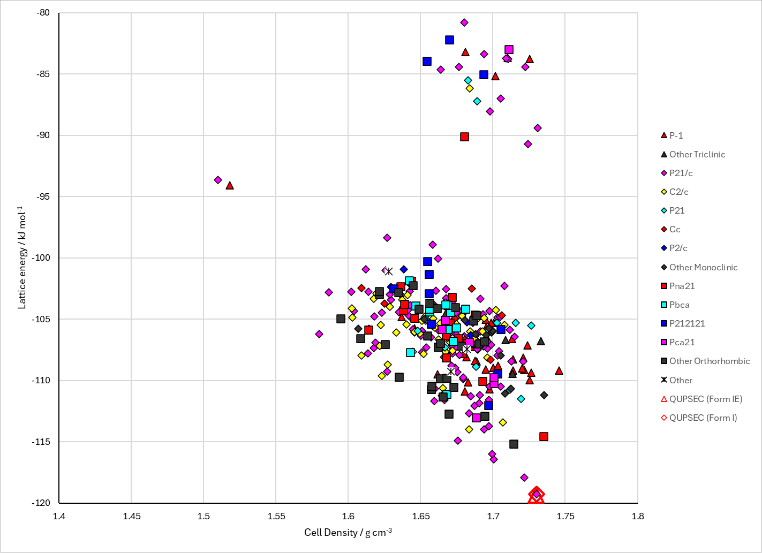 -80
-85
-90
-95
-100
-105
-110
-115
-120
Lattice energy / kJ mol⁻¹
1.4 1.45 1.5 1.55 1.6 1.65 1.7 1.75 1.8
Cell Density / g cm⁻³
P-1
Other Triclinic
P21/c
C2/c
P21
Cc
P2/c
Other Monoclinic
Pna21
Pbca
P212121
Pca21
Other Orthorhombic
Other
QUPSEC (Form IE)
QUPSEC (Form I)